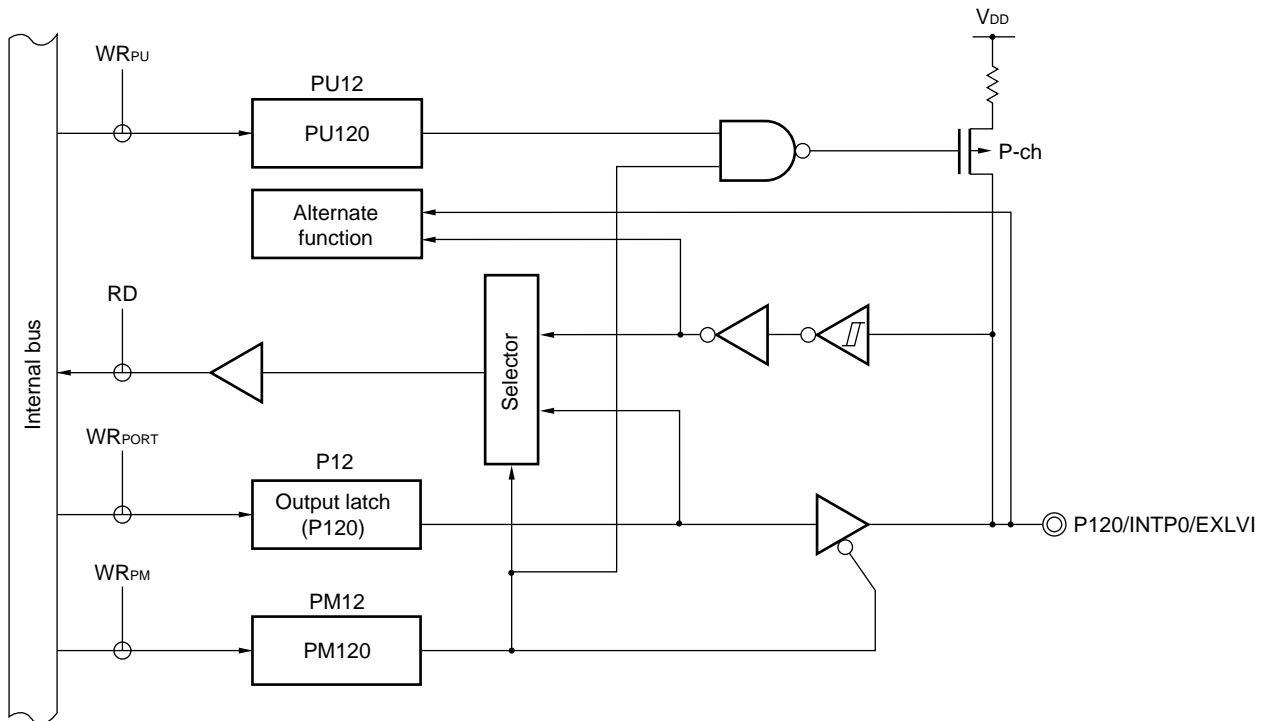 VDD
WRPU
PU12
PU120
P-ch
Alternate
function
RD
Internal bus
Selector
WRPORT
P12
Output latch
(P120)
P120/INTP0/EXLVI
WRPM
PM12
PM120